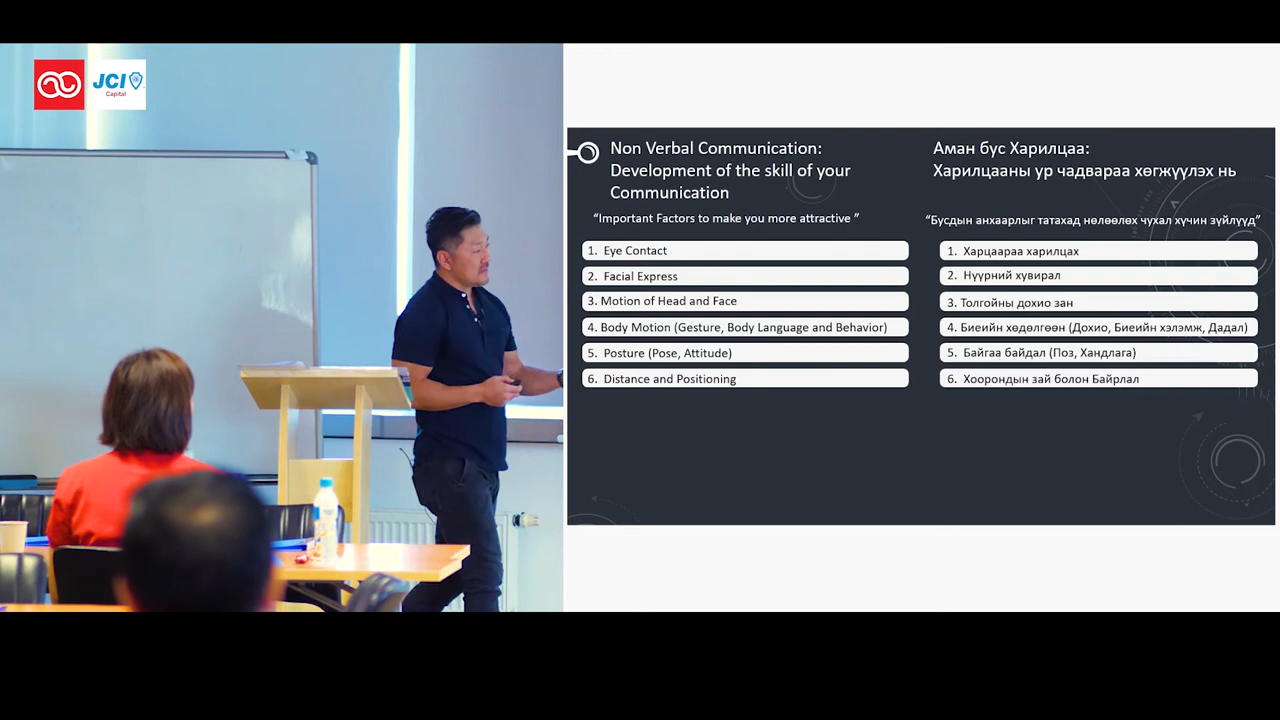 JCI
Capital
Non Verbal Communication:
Development of the skill of your
Communication
“Important Factors to make you more attractive ”
1. Eye Contact
2. Facial Express
3. Motion of Head and Face
4. Body Motion (Gesture, Body Language and Behavior)
5. Posture (Pose, Attitude)
6. Distance and Positioning
Аман бус Харилцаа:
Харилцааны ур чадвараа хөгжүүлэх нь
“Бусдын анхаарлыг татахад нөлөөлөх чухал хүчин зүйлүүд”
1. Харцаараа харилцах
2. Нүүрний хувирал
3. Толгойны дохио зан
4. Биеийн хөдөлгөөн (Дохио, Биеийн хэлэмж, Дадал)
5. Байгаа байдал (Поз, Хандлага)
6. Хоорондын зай болон Байрлал